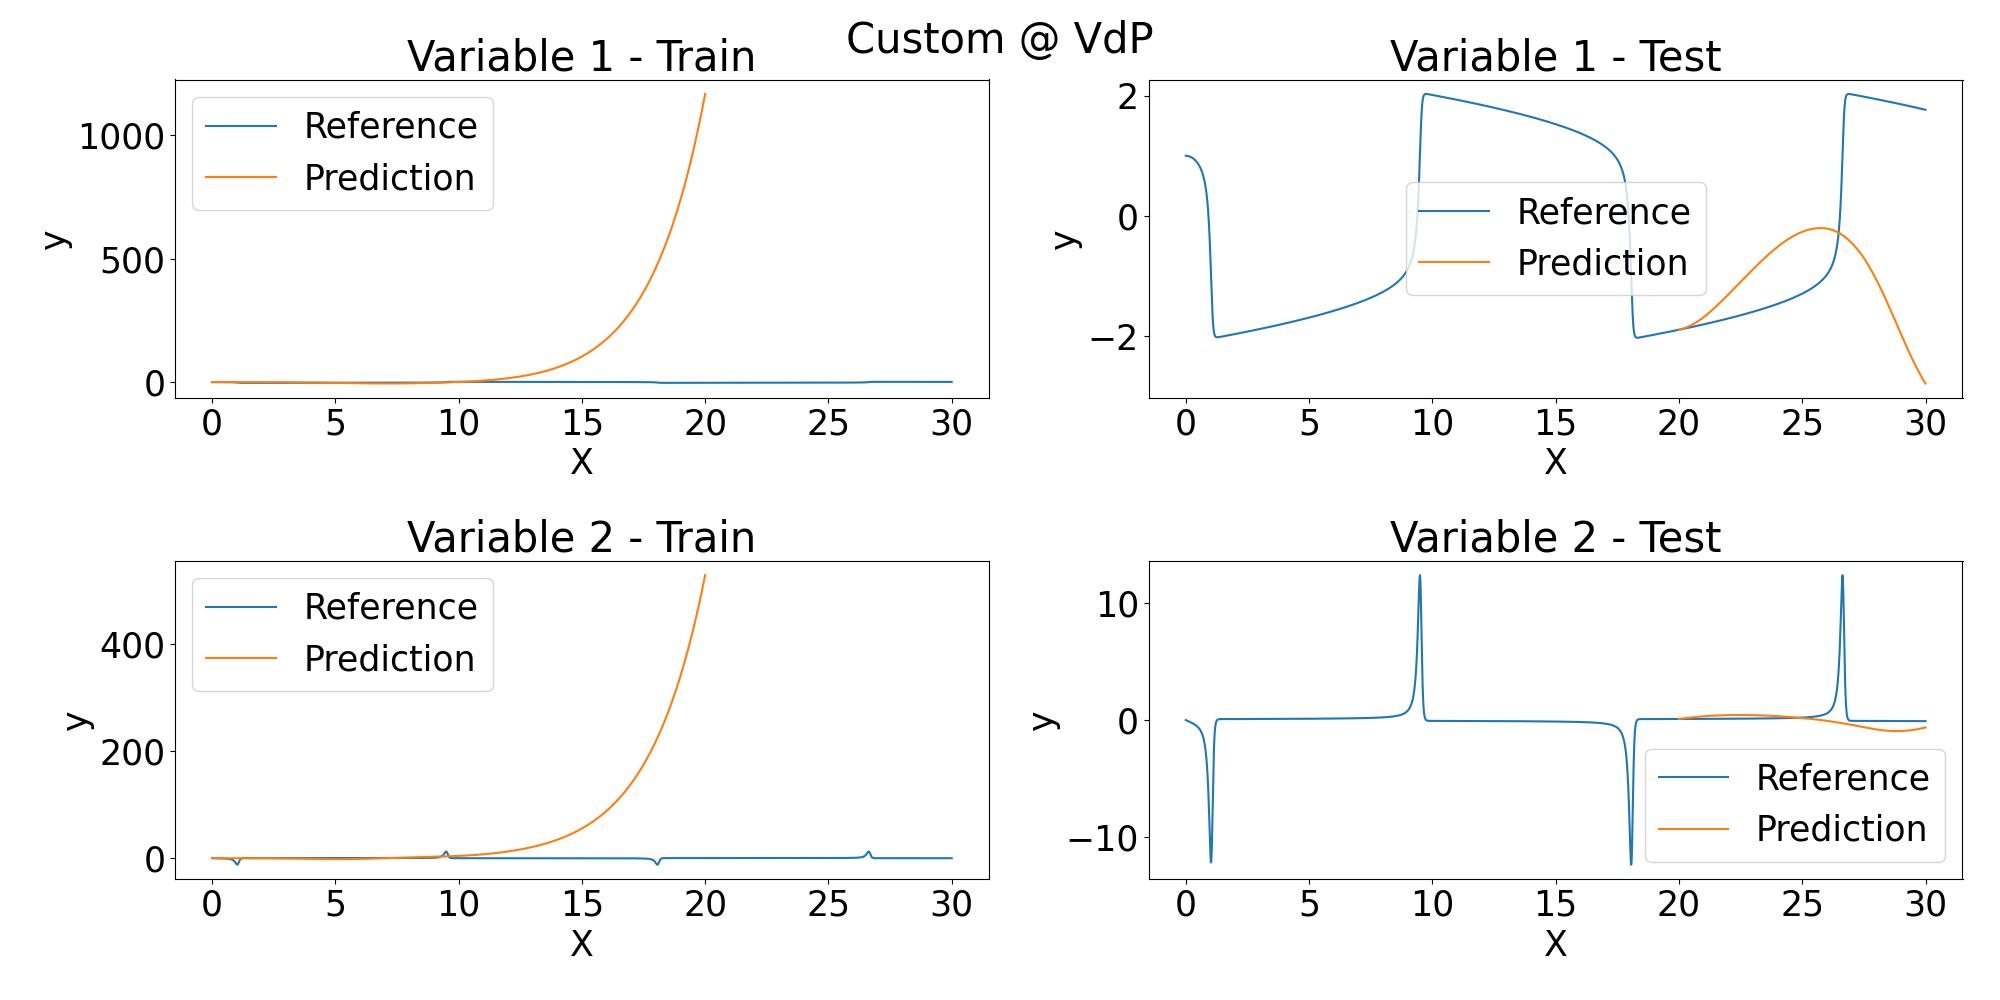 Custom @ VdP
Variable 1 - Train
1000
500
0
y
Reference
Prediction
0 5 10 15 20 25 30
X
Variable 1 - Test
2
0
−2
y
Reference
Prediction
0 5 10 15 20 25 30
X
Variable 2 - Train
400
200
0
y
Reference
Prediction
0 5 10 15 20 25 30
X
Variable 2 - Test
10
0
−10
y
Reference
Prediction
0 5 10 15 20 25 30
X